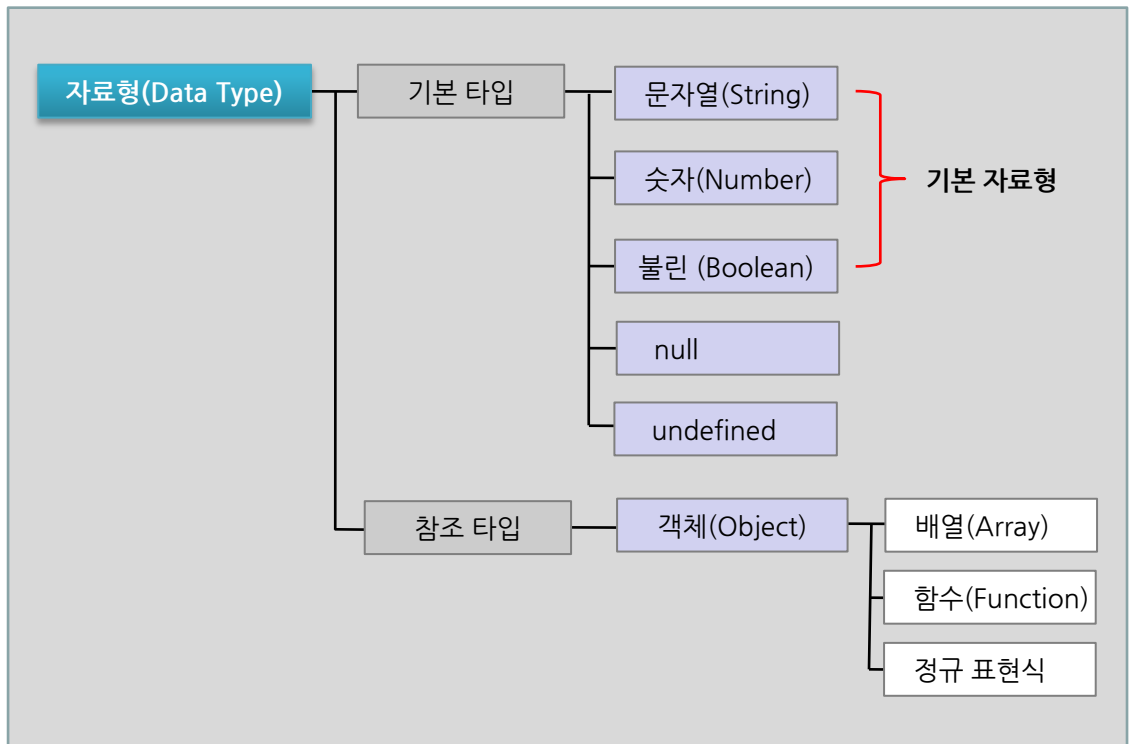 자료형(Data Type)
기본 타입
문자열(String)
숫자(Number)
기본 자료형
불린 (Boolean)
null
undefined
참조 타입
객체(Object)
배열(Array)
함수(Function)
정규 표현식